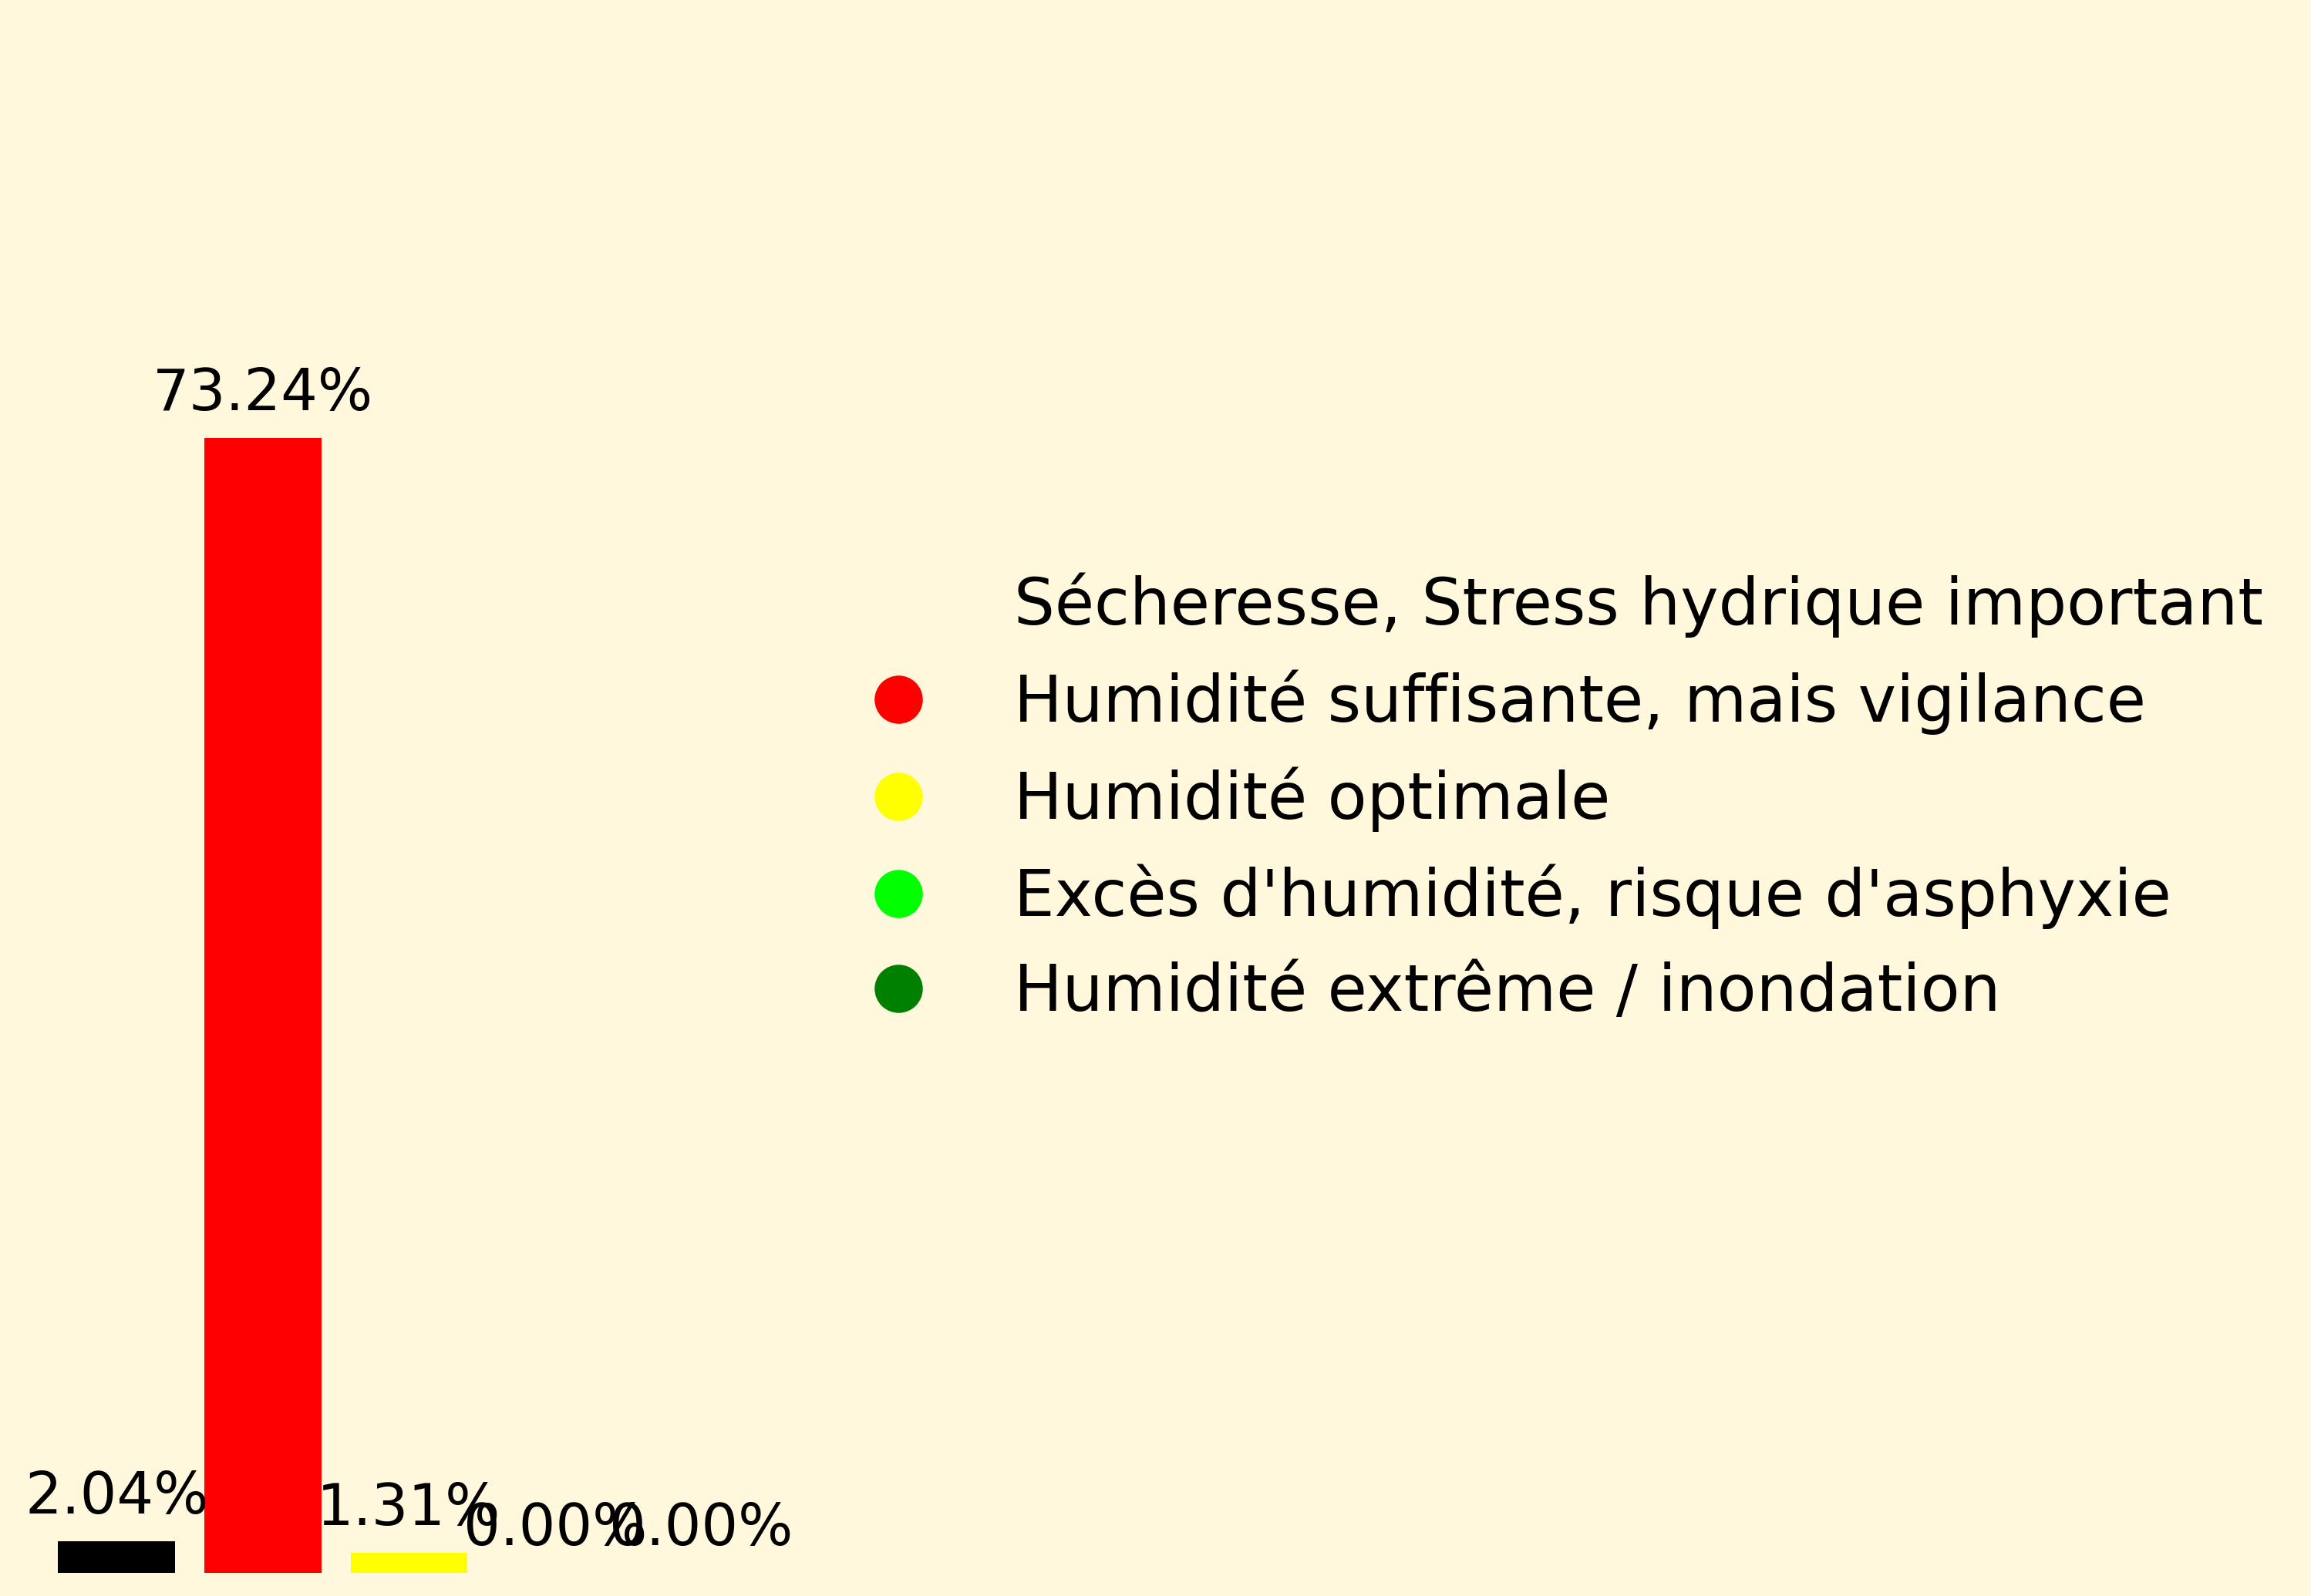 73.24%
Sécheresse, Stress hydrique important
Humidité suffisante, mais vigilance
Humidité optimale
Excès d'humidité, risque d'asphyxie
Humidité extrême / inondation
2.04%
1.31%
0.00%
0.00%